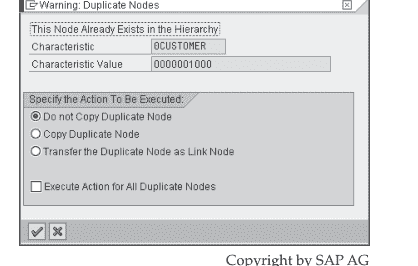 Warning: Duplicate Nodes
This Node Already Exists in the Hierarchy
Characteristic 0CUSTOMER
Characteristic Value 0000001000
Specify the Action To Be Executed:
Do not Copy Duplicate Node
Copy Duplicate Node
Transfer the Duplicate Node as Link Node
Execute Action for All Duplicate Nodes
Copyright by SAP AG